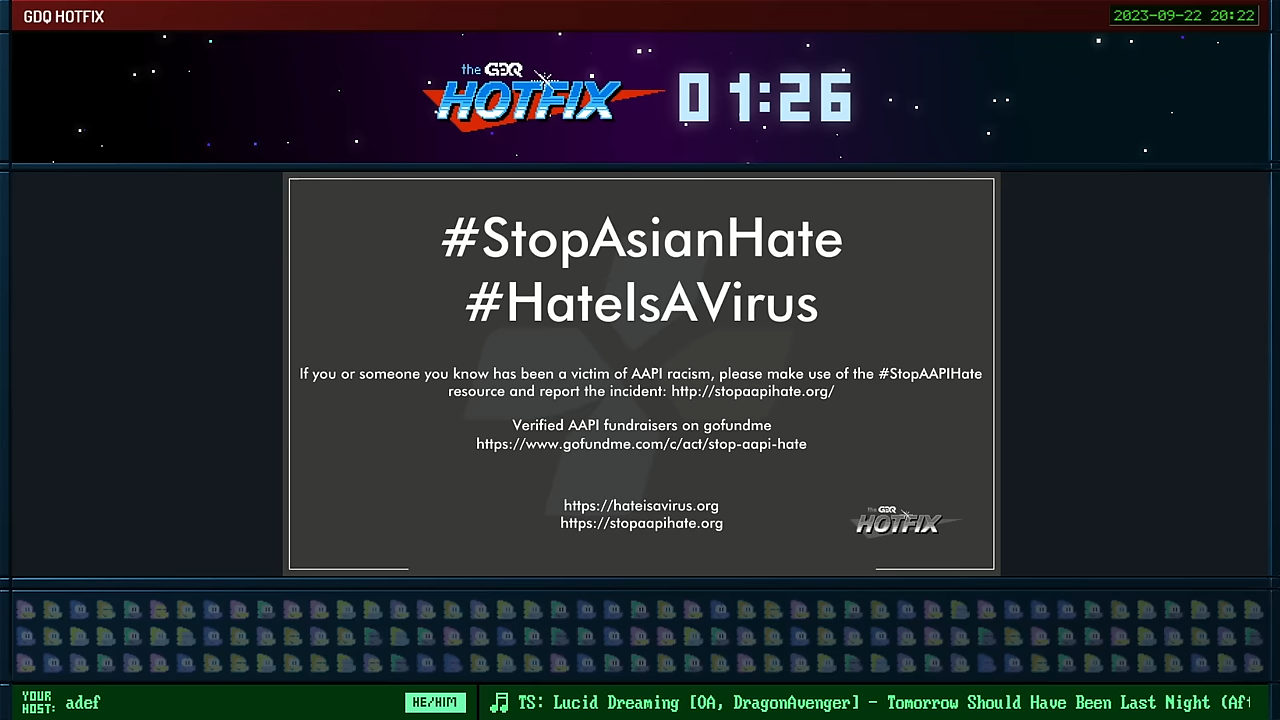 GDQ HOTFIX
2023-09-22 20:22
the GDQ
HOTFIX
01:26
#StopAsianHate
#HateIsAVirus
If you or someone you know has been a victim of AAPI racism, please make use of the #StopAAPIHate
resource and report the incident: http://stopaapihate.org/
Verified AAPI fundraisers on gofundme
https://www.gofundme.com/c/act/stop-aapi-hate
https://hateisavirus.org
https://stopaapihate.org
the GDQ
HOTFIX
YOUR
HOST:
adef
HE/HIM
TS: Lucid Dreaming [OA, DragonAvenger] - Tomorrow Should Have Been Last Night (Af